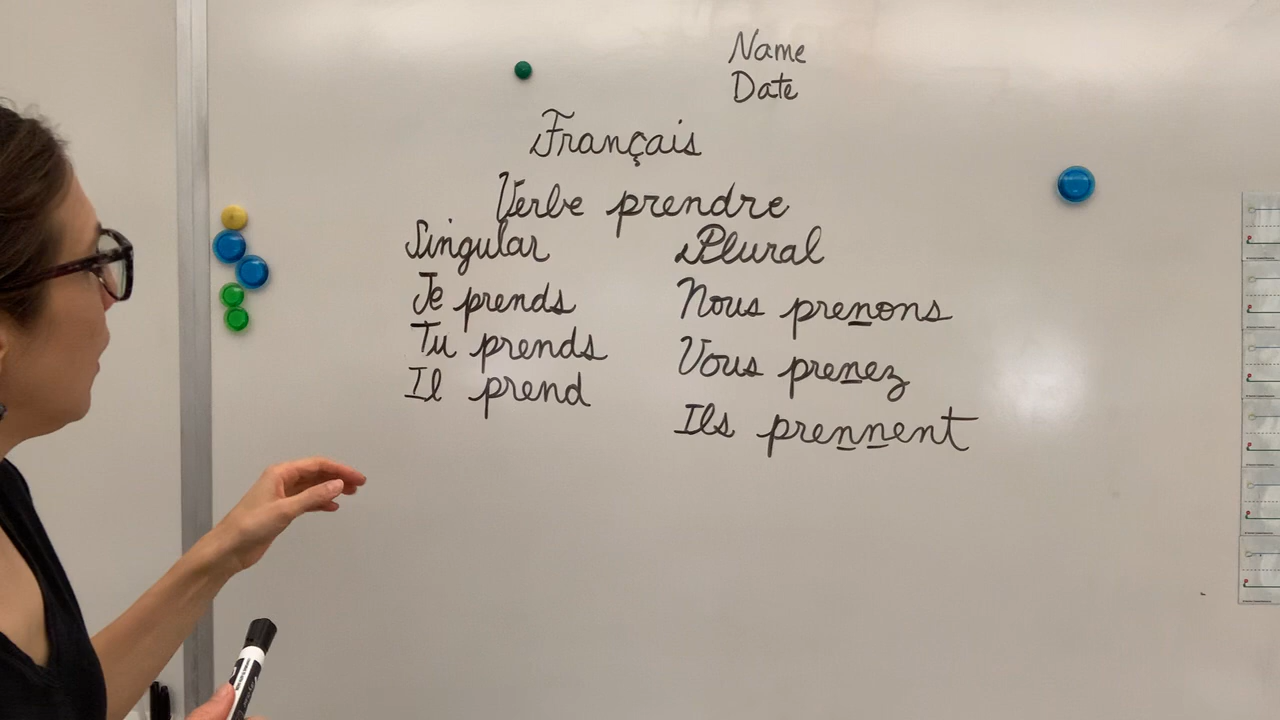 Name
Date
Français
Verbe prendre
Singular
Je prends
Tu prends
Il prend
Plural
Nous prenons
Vous prenez
Ils prennent